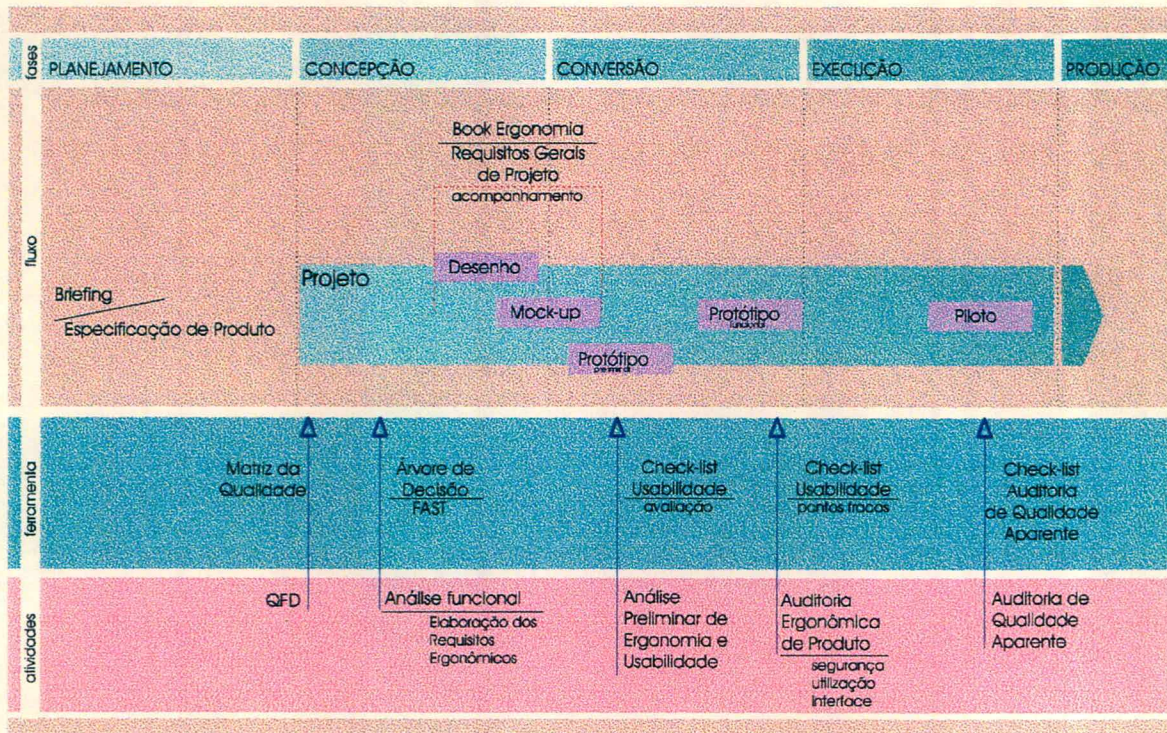 fases
PLANEJAMENTO
CONCEPÇÃO
CONVERSÃO
EXECUÇÃO
PRODUÇÃO
fluxo
Book Ergonomia
Requisitos Gerais
de Projeto
acompanhamento
Briefing
Especificação de Produto
Projeto
Desenho
Mock-up
Protótipo
preliminar
Protótipo
funcional
Piloto
ferramenta
Matriz da
Qualidade
Árvore de
Decisão
FAST
Check-list
Usabilidade
avaliação
Check-list
Usabilidade
pontos fracos
Check-list
Auditoria
de Qualidade
Aparente
atividades
QFD
Análise funcional
Elaboração dos
Requisitos
Ergonômicos
Análise
Preliminar de
Ergonomia e
Usabilidade
Auditoria
Ergonômica
de Produto
segurança
utilização
interface
Auditoria de
Qualidade
Aparente